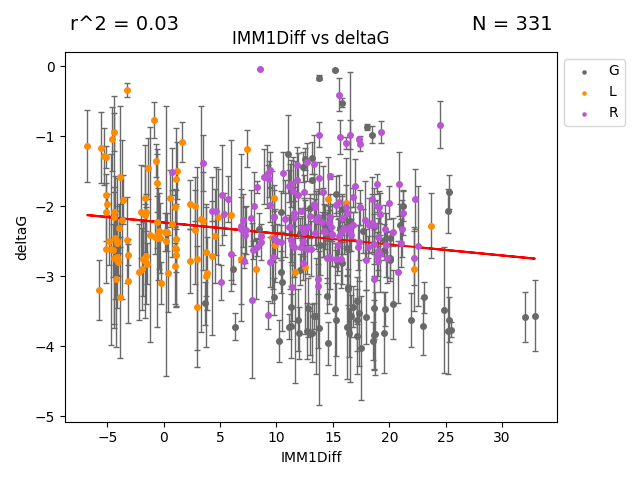 r^2 = 0.03
N = 331
IMM1Diff vs deltaG
G
L
R
0
−1
−2
−3
−4
−5
deltaG
−5
0
5
10
15
20
25
30
IMM1Diff